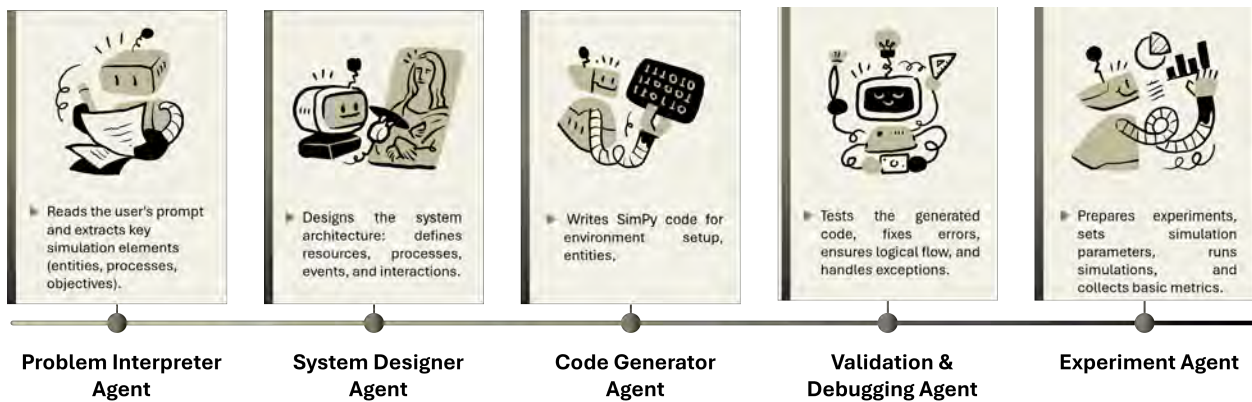 1111010
100001
011011
Reads the user's prompt
and extracts key
simulation elements
(entities, processes,
objectives).
Designs the system
architecture: defines
resources, processes,
events, and interactions.
Writes SimPy code for
environment setup,
entities,
Tests the generated
code, fixes errors,
ensures logical flow, and
handles exceptions.
Prepares experiments,
sets simulation
parameters, runs
simulations, and
collects basic metrics.
Problem Interpreter
Agent
System Designer
Agent
Code Generator
Agent
Validation &
Debugging Agent
Experiment Agent